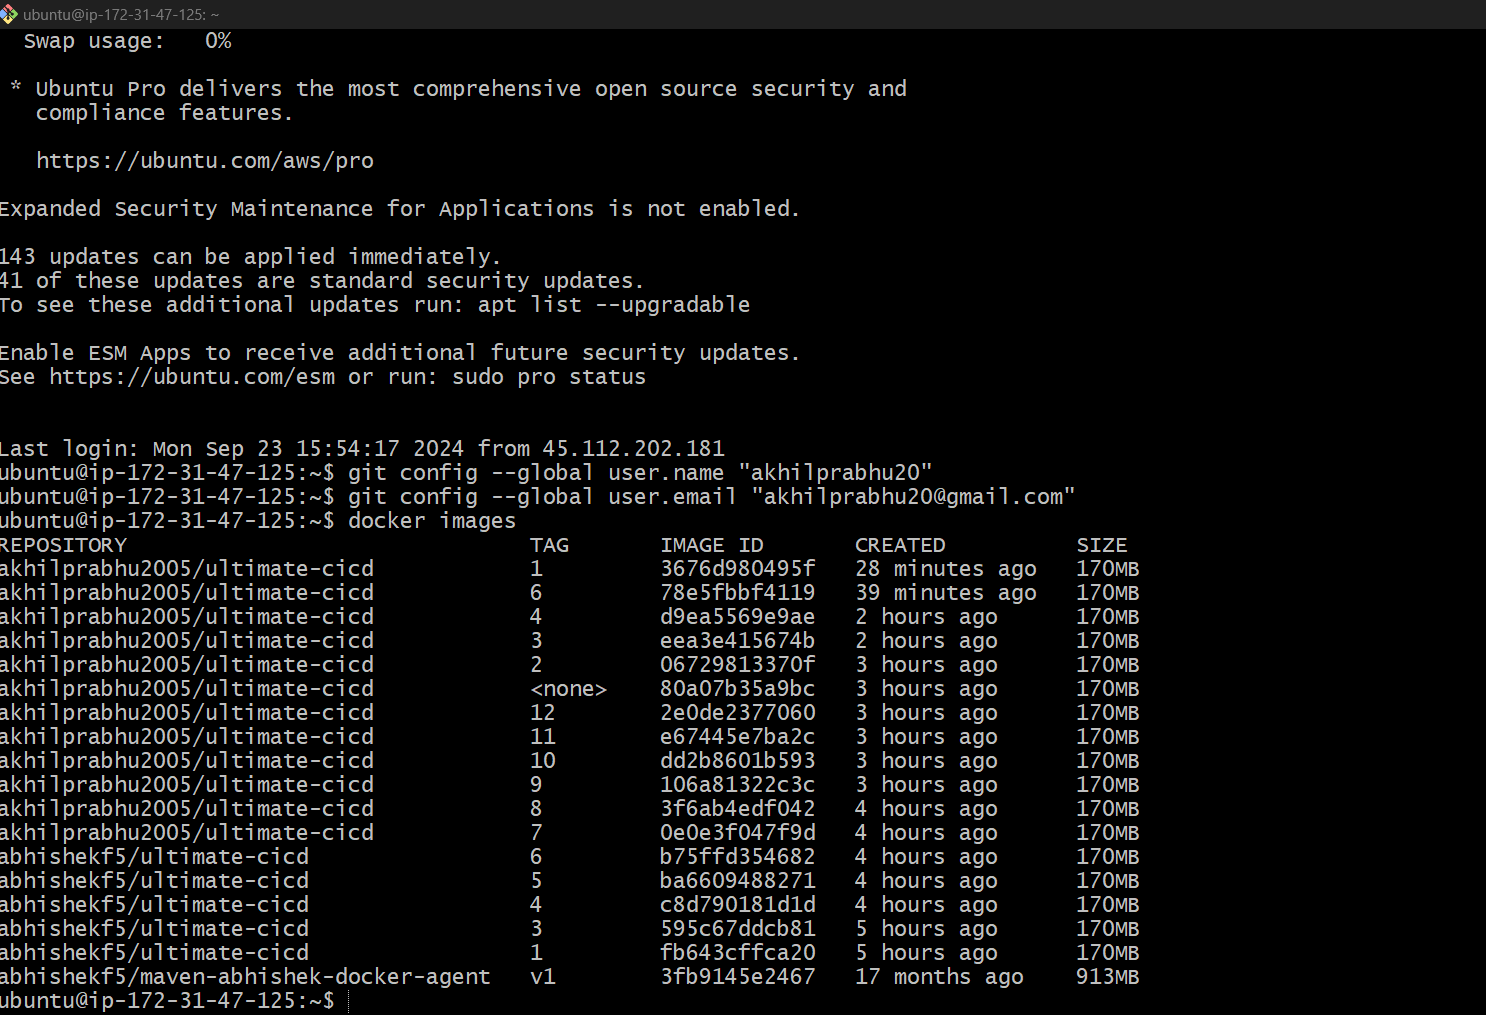 ubuntu@ip-172-31-47-125: ~
Swap usage:   0%
* Ubuntu Pro delivers the most comprehensive open source security and
compliance features.
https://ubuntu.com/aws/pro
Expanded Security Maintenance for Applications is not enabled.
143 updates can be applied immediately.
41 of these updates are standard security updates.
To see these additional updates run: apt list --upgradable
Enable ESM Apps to receive additional future security updates.
See https://ubuntu.com/esm or run: sudo pro status
Last login: Mon Sep 23 15:54:17 2024 from 45.112.202.181
ubuntu@ip-172-31-47-125:~$ git config --global user.name "akhilprabhu20"
ubuntu@ip-172-31-47-125:~$ git config --global user.email "akhilprabhu20@gmail.com"
ubuntu@ip-172-31-47-125:~$ docker images
REPOSITORY                               TAG       IMAGE ID       CREATED          SIZE
akhilprabhu2005/ultimate-cicd            1         3676d980495f   28 minutes ago   170MB
akhilprabhu2005/ultimate-cicd            6         78e5fbbf4119   39 minutes ago   170MB
akhilprabhu2005/ultimate-cicd            4         d9ea5569e9ae   2 hours ago      170MB
akhilprabhu2005/ultimate-cicd            3         eea3e415674b   2 hours ago      170MB
akhilprabhu2005/ultimate-cicd            2         06729813370f   3 hours ago      170MB
akhilprabhu2005/ultimate-cicd            <none>    80a07b35a9bc   3 hours ago      170MB
akhilprabhu2005/ultimate-cicd            12        2e0de2377060   3 hours ago      170MB
akhilprabhu2005/ultimate-cicd            11        e67445e7ba2c   3 hours ago      170MB
akhilprabhu2005/ultimate-cicd            10        dd2b8601b593   3 hours ago      170MB
akhilprabhu2005/ultimate-cicd            9         106a81322c3c   3 hours ago      170MB
akhilprabhu2005/ultimate-cicd            8         3f6ab4edf042   4 hours ago      170MB
akhilprabhu2005/ultimate-cicd            7         0e0e3f047f9d   4 hours ago      170MB
abhishekf5/ultimate-cicd                 6         b75ffd354682   4 hours ago      170MB
abhishekf5/ultimate-cicd                 5         ba6609488271   4 hours ago      170MB
abhishekf5/ultimate-cicd                 4         c8d790181d1d   4 hours ago      170MB
abhishekf5/ultimate-cicd                 3         595c67ddcb81   5 hours ago      170MB
abhishekf5/ultimate-cicd                 1         fb643cffca20   5 hours ago      170MB
abhishekf5/maven-abhishek-docker-agent   v1        3fb9145e2467   17 months ago    913MB
ubuntu@ip-172-31-47-125:~$